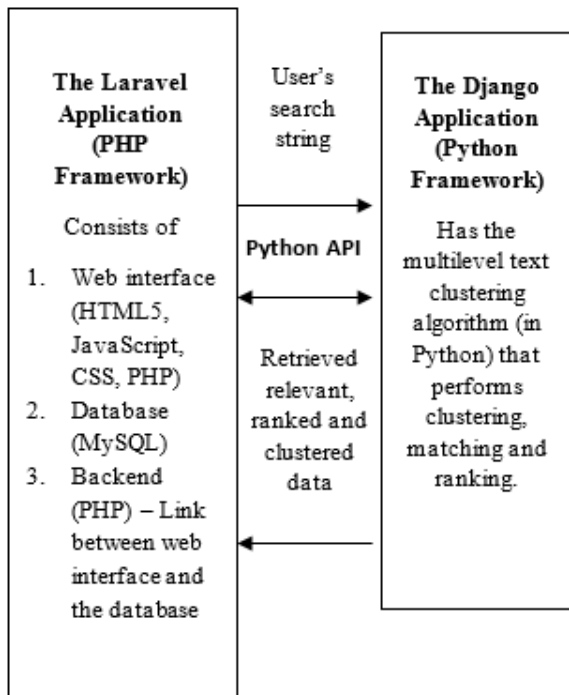 The Laravel
Application
(PHP
Framework)
Consists of
1. Web interface
(HTML5,
JavaScript,
CSS, PHP)
2. Database
(MySQL)
3. Backend
(PHP) – Link
between web
interface and
the database
User's
search
string
Python API
Retrieved
relevant,
ranked and
clustered
data
The Django
Application
(Python
Framework)
Has the
multilevel text
clustering
algorithm (in
Python) that
performs
clustering,
matching and
ranking.